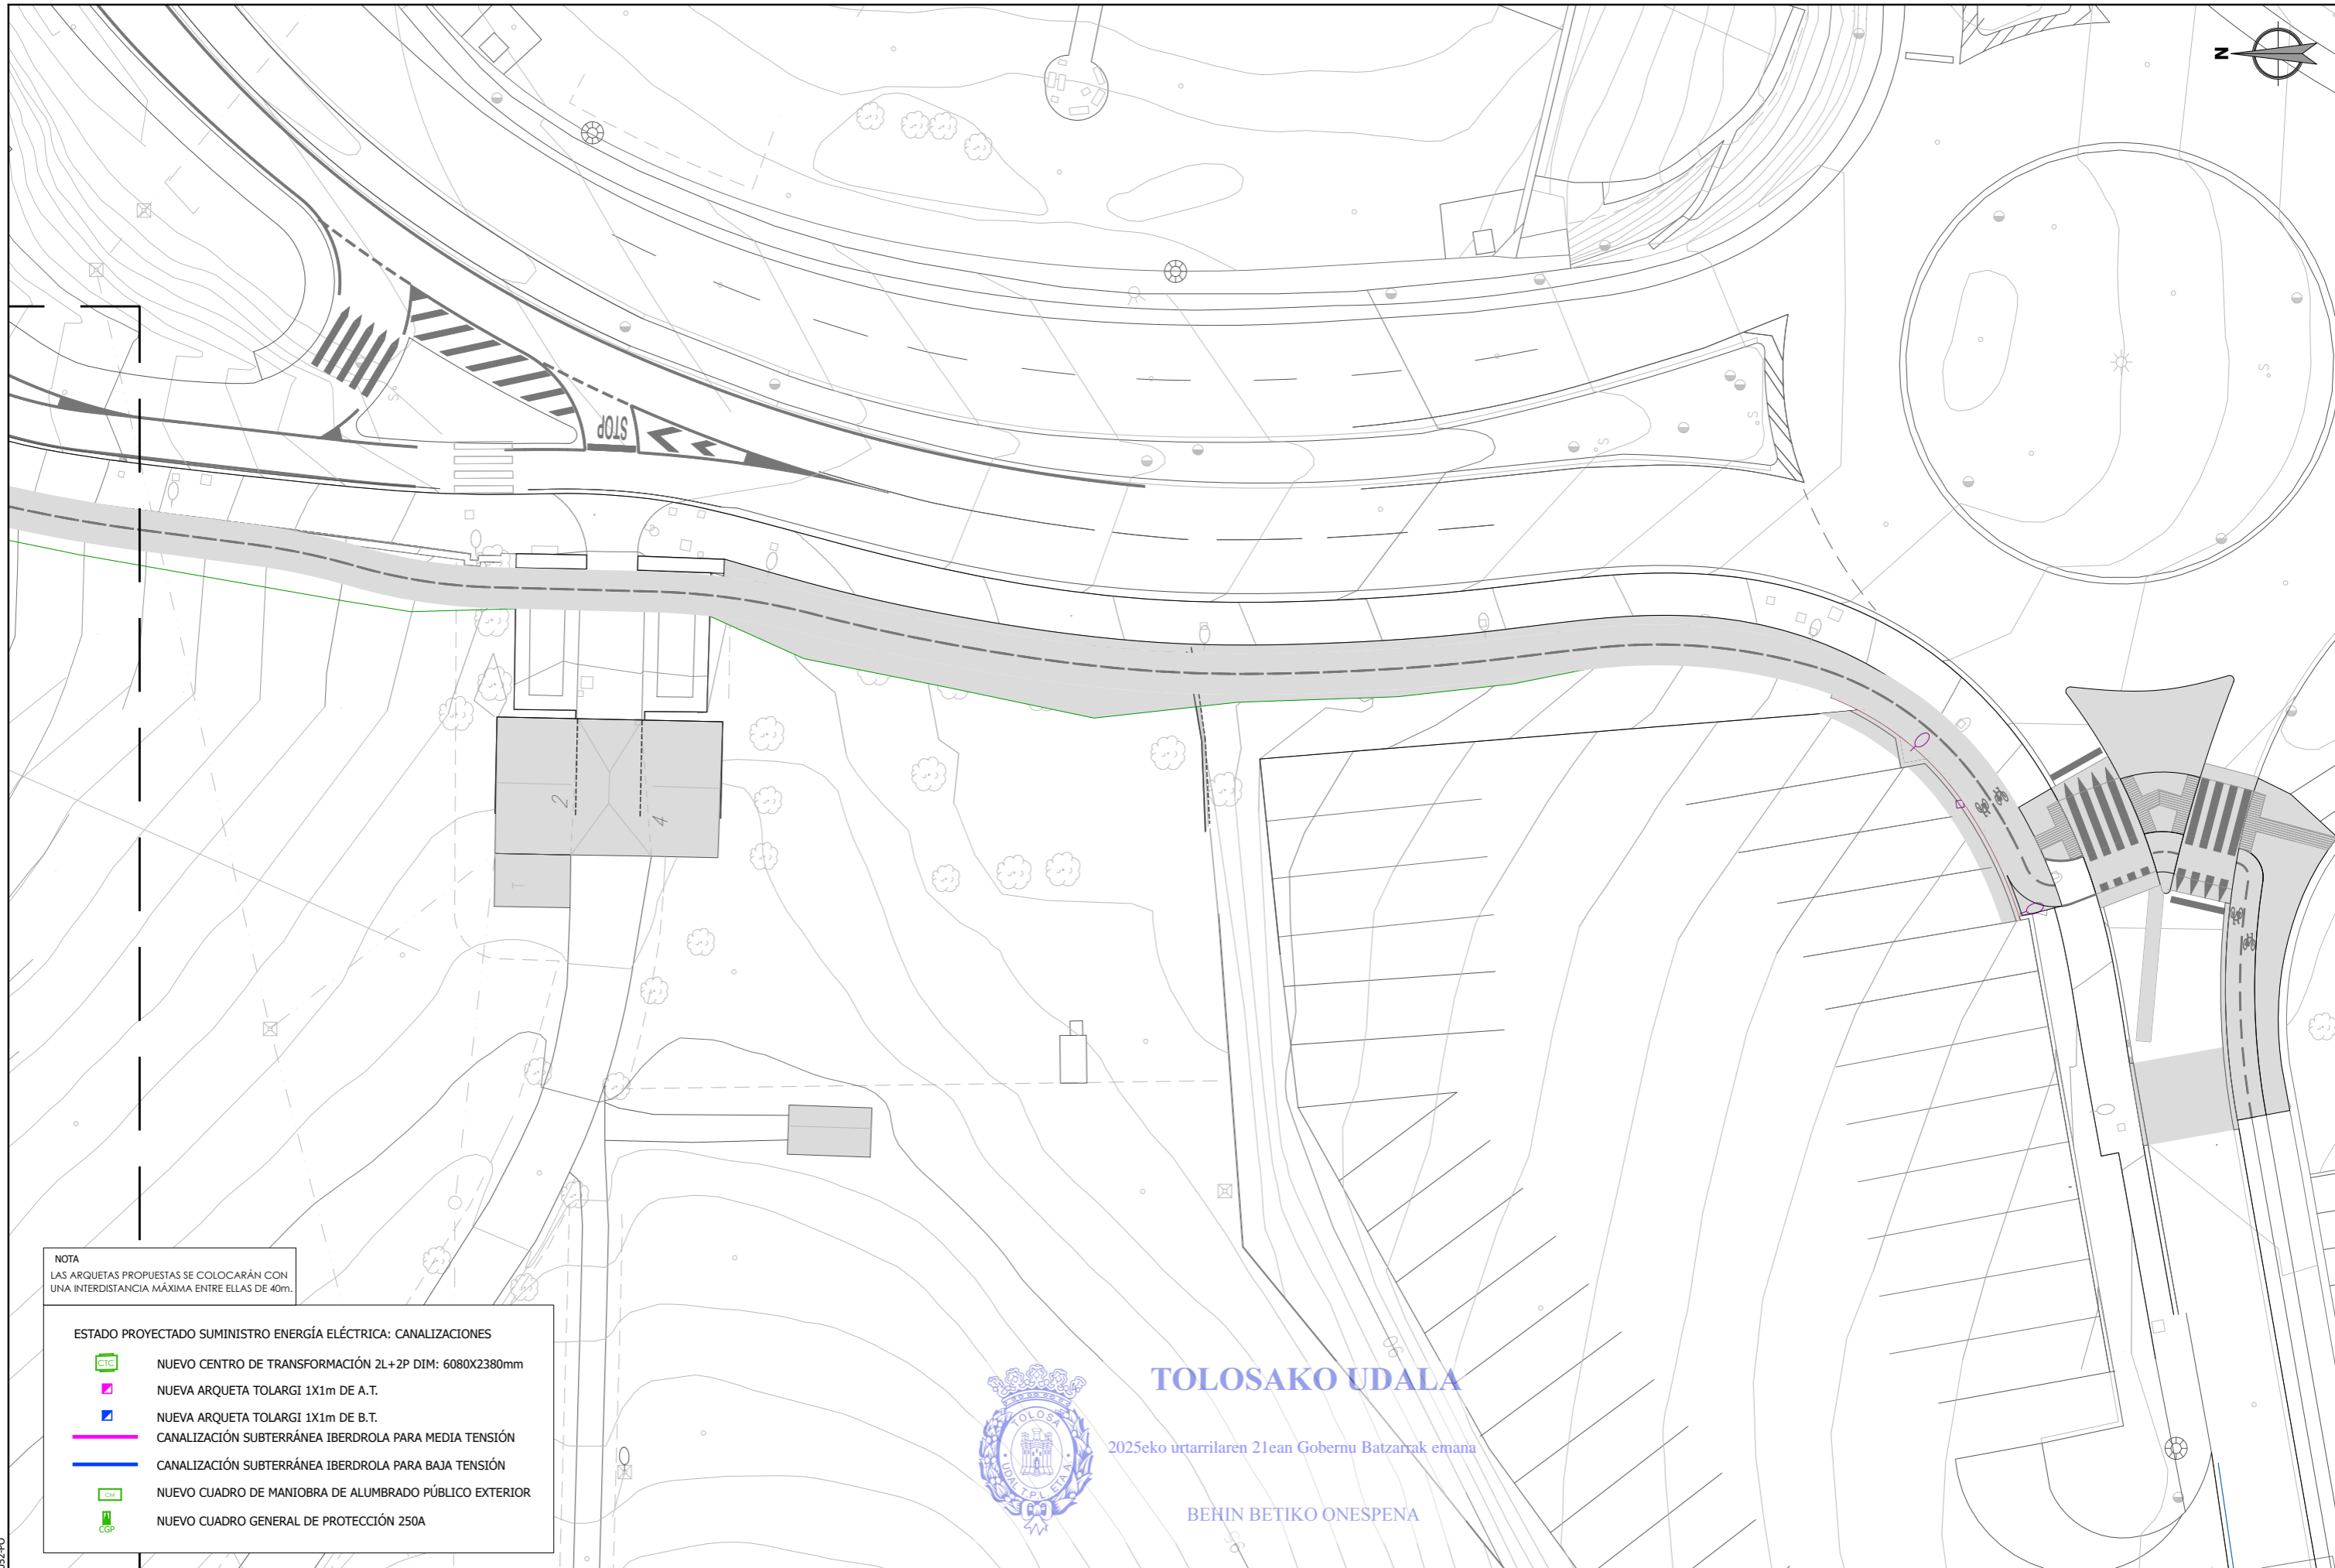 N
STOP
S
S
S
S
S
2
4
T
NOTA
LAS ARQUETAS PROPUESTAS SE COLOCARÁN CON
UNA INTERDISTANCIA MÁXIMA ENTRE ELLAS DE 40m.
ESTADO PROYECTADO SUMINISTRO ENERGÍA ELÉCTRICA: CANALIZACIONES
CTC NUEVO CENTRO DE TRANSFORMACIÓN 2L+2P DIM: 6080X2380mm
NUEVA ARQUETA TOLARGI 1X1m DE A.T.
NUEVA ARQUETA TOLARGI 1X1m DE B.T.
CANALIZACIÓN SUBTERRÁNEA IBERDROLA PARA MEDIA TENSIÓN
CANALIZACIÓN SUBTERRÁNEA IBERDROLA PARA BAJA TENSIÓN
CM NUEVO CUADRO DE MANIOBRA DE ALUMBRADO PÚBLICO EXTERIOR
CGP NUEVO CUADRO GENERAL DE PROTECCIÓN 250A
TOLOSA
UDAL T.P.L. ETA A.
TOLOSAKO UDALA
2025eko urtarrilaren 21ean Gobernu Batzarrak emana
BEHIN BETIKO ONESPENA